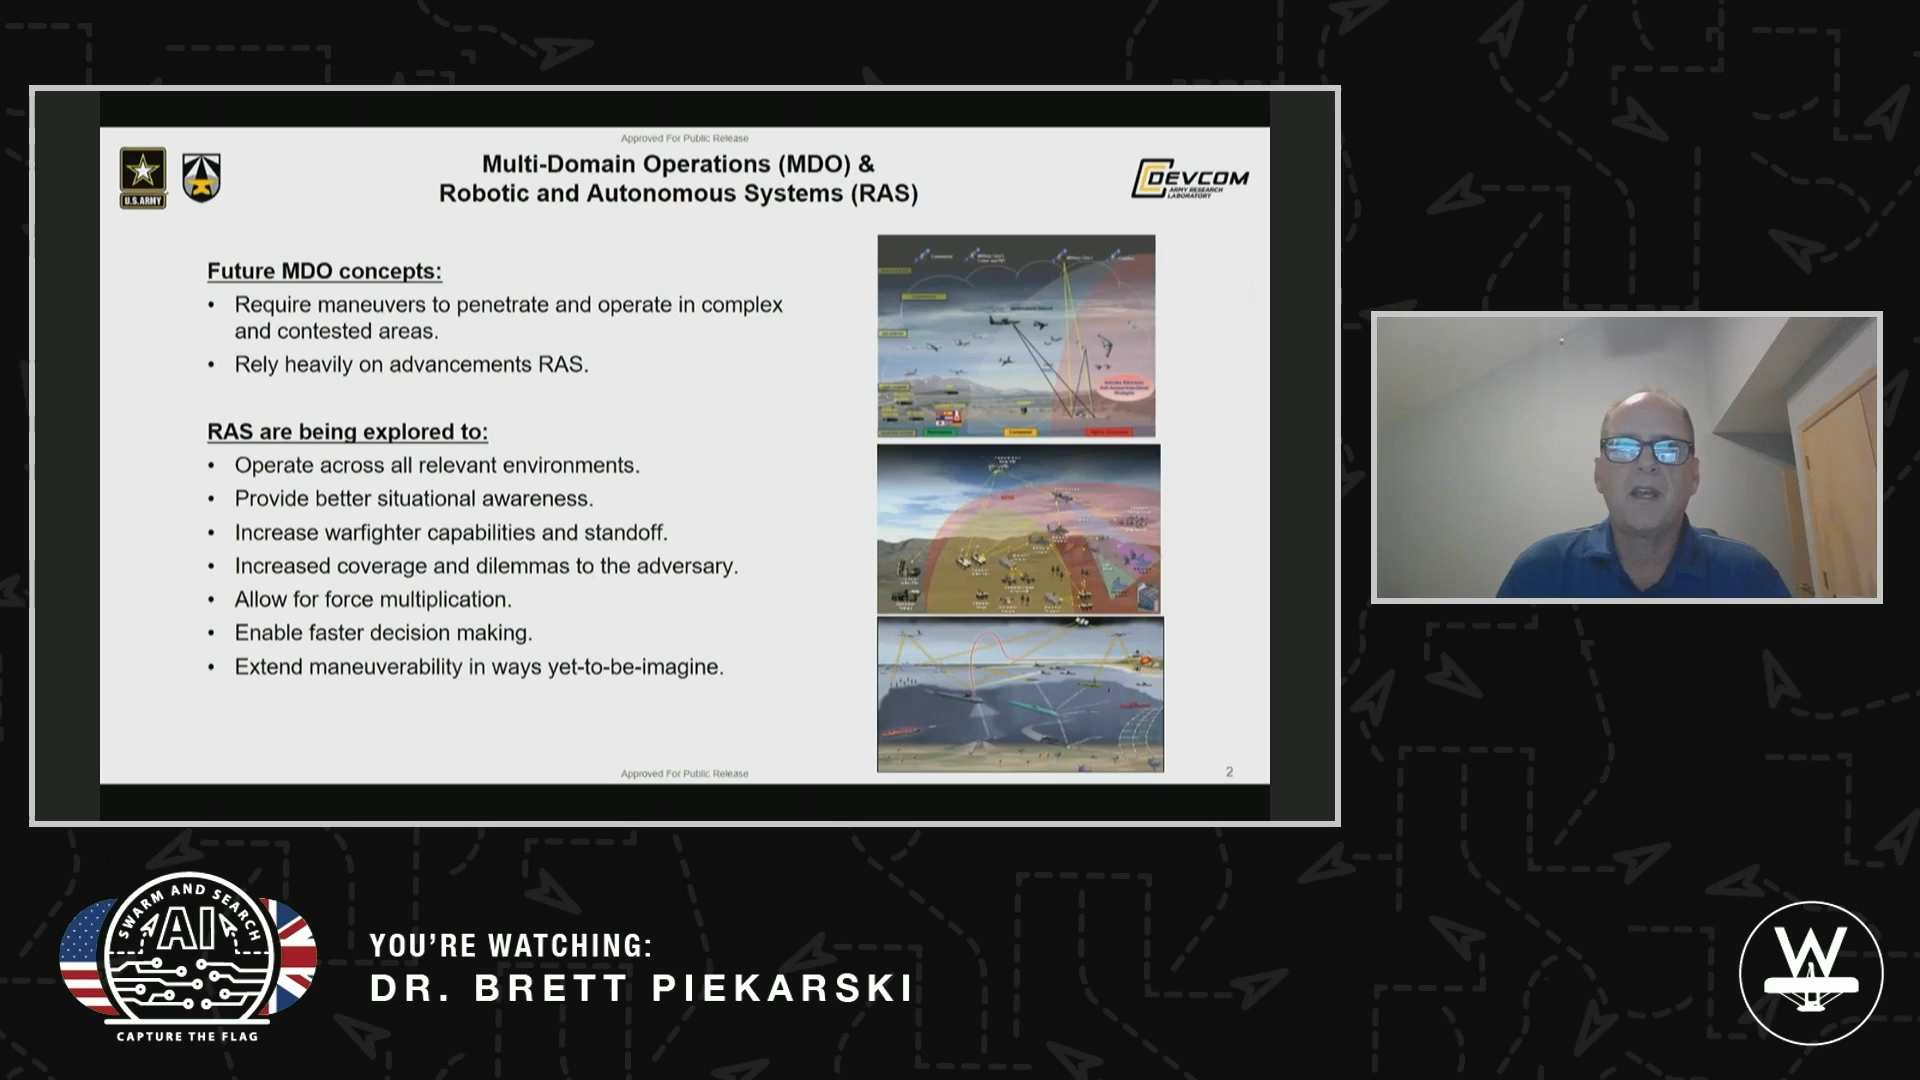 Approved For Public Release
Multi-Domain Operations (MDO) &
Robotic and Autonomous Systems (RAS)
U.S.ARMY
DEVCOM
ARMY RESEARCH
LABORATORY
Future MDO concepts:
• Require maneuvers to penetrate and operate in complex
and contested areas.
• Rely heavily on advancements RAS.
RAS are being explored to:
• Operate across all relevant environments.
• Provide better situational awareness.
• Increase warfighter capabilities and standoff.
• Increased coverage and dilemmas to the adversary.
• Allow for force multiplication.
• Enable faster decision making.
• Extend maneuverability in ways yet-to-be-imagine.
Approved For Public Release
2
SWARM AND SEARCH
AI
CAPTURE THE FLAG
YOU'RE WATCHING:
DR. BRETT PIEKARSKI
W